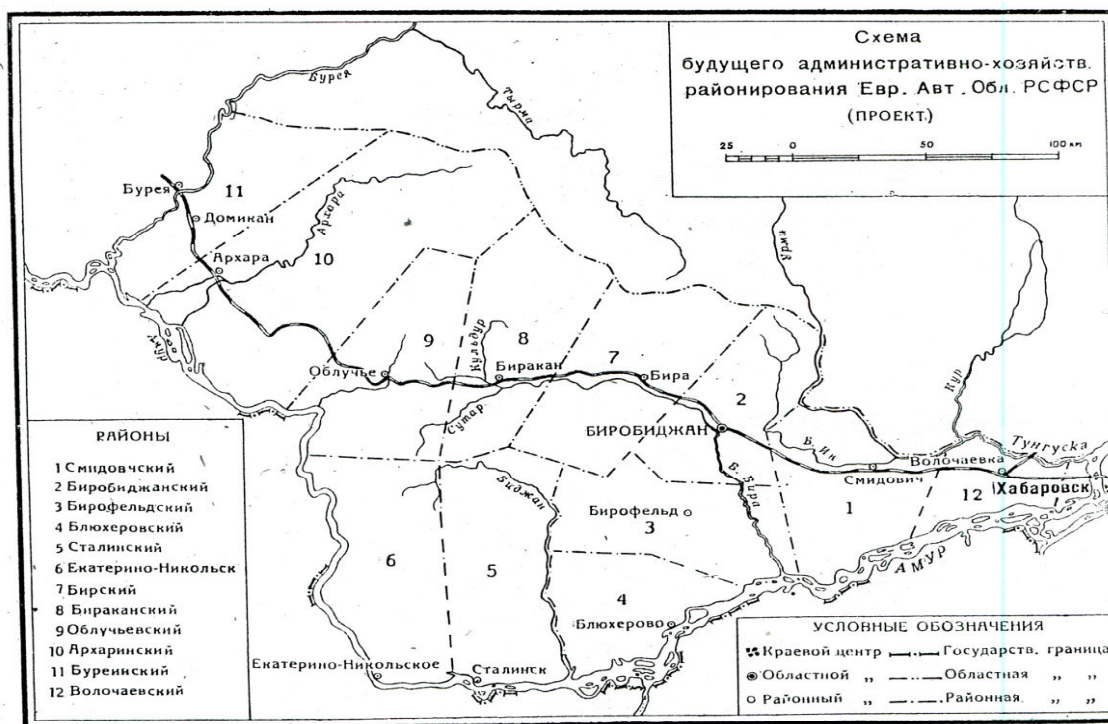 Схема
будущего административно-хозяйств.
районирования Евр. Авт. Обл. РСФСР
(ПРОЕКТ.)
25 0 50 100 км
Бурея
Тырма
Бурея
11
Домикан
Архара
Архара
10
Урми
Амур
9
Кульдур
8
7
Облучье
Биракан
Бира
2
Кур
Сутар.
БИРОБИДЖАН
Б. Ин
Волочаевка
Тунгуска
Смидович
Хабаровск
12
Биджан
Б. Бира
Бирофельд
3
1
6
5
АМУР
4
Блюхерово
Екатерино-Никольское
Сталинск
РАЙОНЫ
1 Смидовчский
2 Биробиджанский
3 Бирофельдский
4 Блюхеровский
5 Сталинский
6 Екатерино-Никольск
7 Бирский
8 Бираканский
9 Облучьевский
10 Архаринский
11 Буреинский
12 Волочаевский
УСЛОВНЫЕ ОБОЗНАЧЕНИЯ
Краевой центр Государств. граница
Областной „ Областная „ „
Районный „ Районная „ „